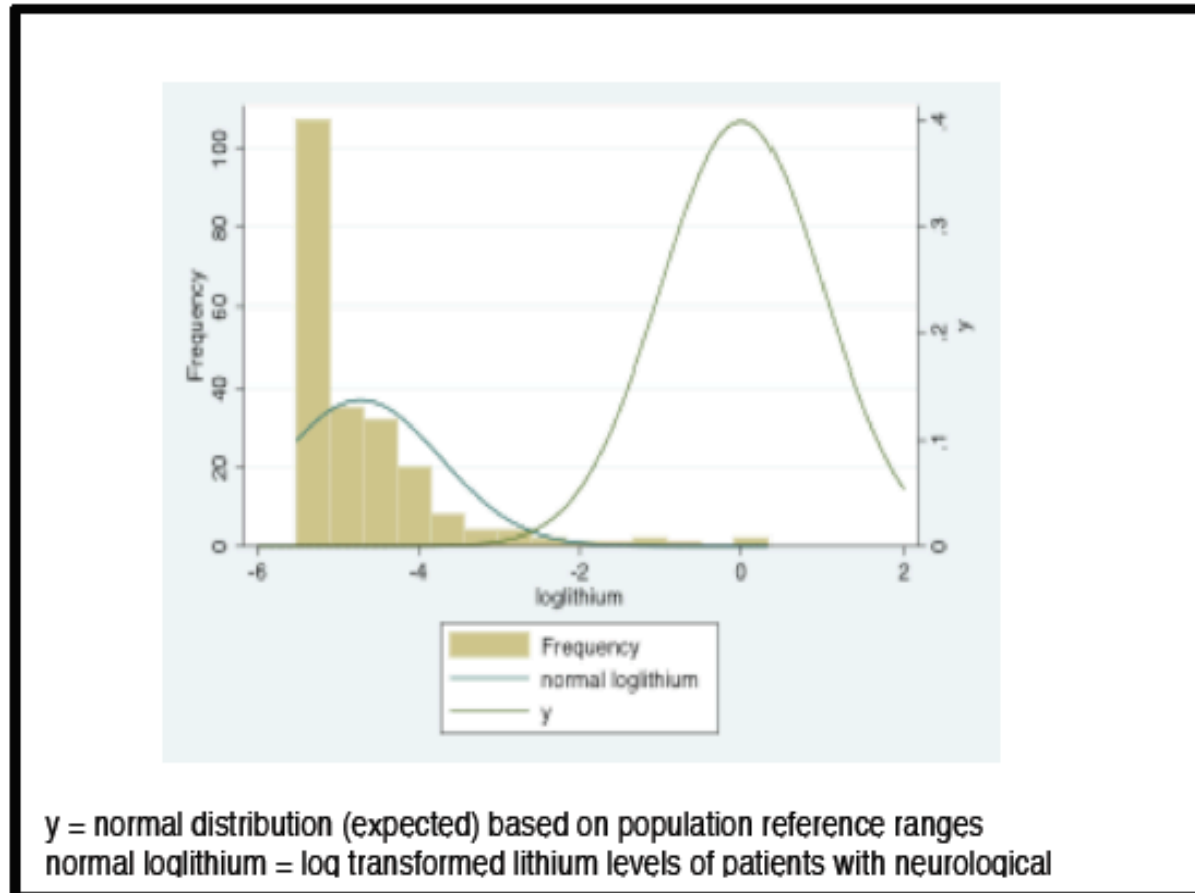 100
80
60
40
20
0
Frequency
.4
.3
.2
.1
0
y
-6 -4 -2 0 2
loglithium
Frequency
normal loglithium
y
y = normal distribution (expected) based on population reference ranges
normal loglithium = log transformed lithium levels of patients with neurological